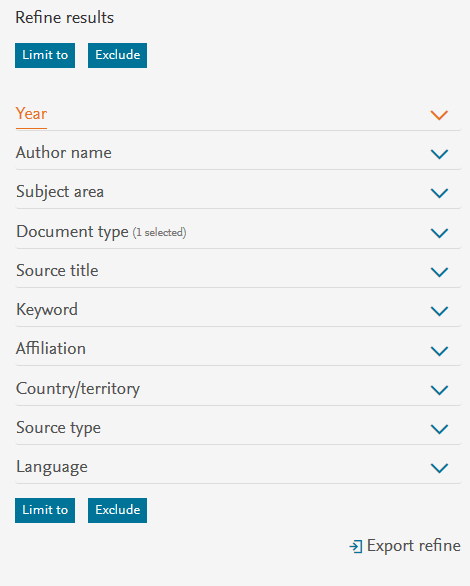 Refine results
Limit to Exclude
Year
Author name
Subject area
Document type (1 selected)
Source title
Keyword
Affiliation
Country/territory
Source type
Language
Limit to Exclude
Export refine